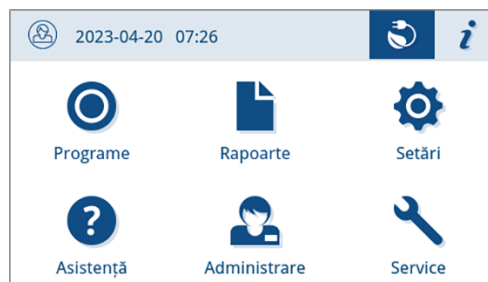 2023-04-20 07:26
i
Programe Rapoarte Setări
?
Asistență Administrare Service